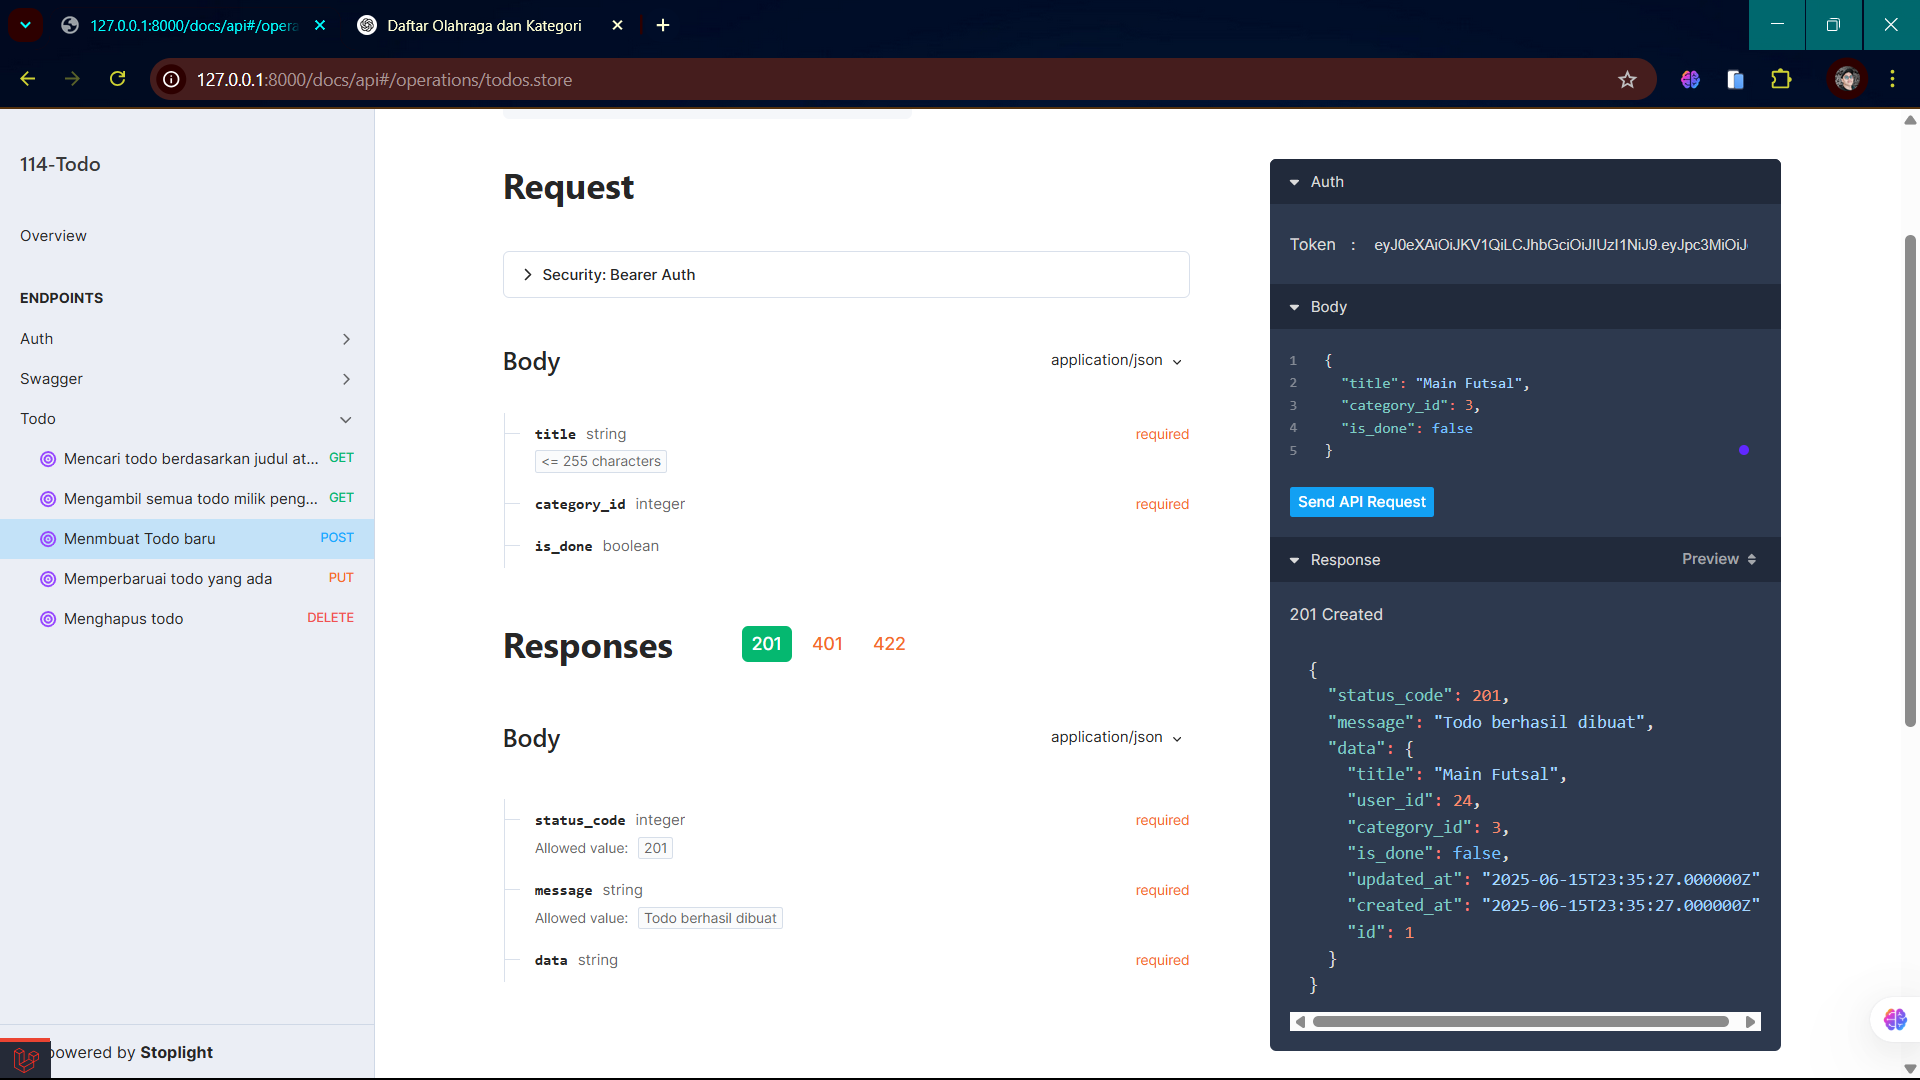 127.0.0.1:8000/docs/api#/opera
Daftar Olahraga dan Kategori
127.0.0.1:8000/docs/api#/operations/todos.store
114-Todo
Overview
ENDPOINTS
Auth
Swagger
Todo
Mencari todo berdasarkan judul at... GET
Mengambil semua todo milik peng... GET
Menmbuat Todo baru POST
Memperbaruai todo yang ada PUT
Menghapus todo DELETE
powered by Stoplight
Request
Security: Bearer Auth
Body application/json
title string required
<= 255 characters
category_id integer required
is_done boolean
Responses 201 401 422
Body application/json
status_code integer required
Allowed value: 201
message string required
Allowed value: Todo berhasil dibuat
data string required
Auth
Token : eyJ0eXAiOiJKV1QiLCJhbGciOiJIUzI1NiJ9.eyJpc3MiOiJ
Body
1 {
2 "title": "Main Futsal",
3 "category_id": 3,
4 "is_done": false
5 }
Send API Request
Response Preview
201 Created
{
"status_code": 201,
"message": "Todo berhasil dibuat",
"data": {
"title": "Main Futsal",
"user_id": 24,
"category_id": 3,
"is_done": false,
"updated_at": "2025-06-15T23:35:27.000000Z"
"created_at": "2025-06-15T23:35:27.000000Z"
"id": 1
}
}